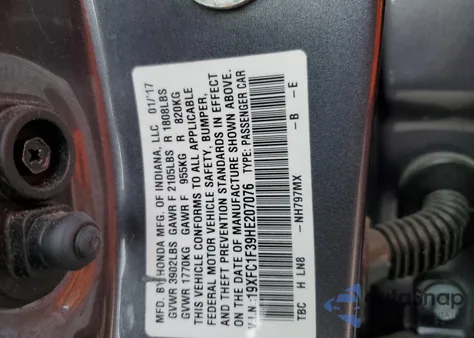 MFD. BY HONDA MFG. OF INDIANA, LLC 01/'17
GVWR 3902LBS GAWR F 2105LBS R 1808LBS
GVWR 1770KG GAWR F 955KG R 820KG
THIS VEHICLE CONFORMS TO ALL APPLICABLE
FEDERAL MOTOR VEHICLE SAFETY, BUMPER,
AND THEFT PREVENTION STANDARDS IN EFFECT
ON THE DATE OF MANUFACTURE SHOWN ABOVE.
V.I.N.:19XFC1F39HE207076 TYPE: PASSENGER CAR
TBC H LN8 -NH797MX -B -E
autosnap